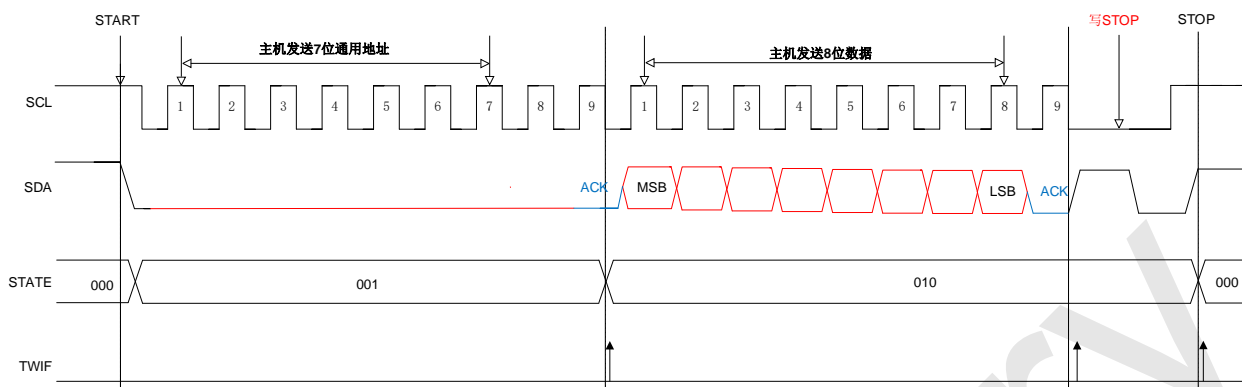 START 写STOP STOP
主机发送7位通用地址 主机发送8位数据
SCL 1 2 3 4 5 6 7 8 9 1 2 3 4 5 6 7 8 9
SDA ACK MSB LSB ACK
STATE 000 001 010 000
TWIF